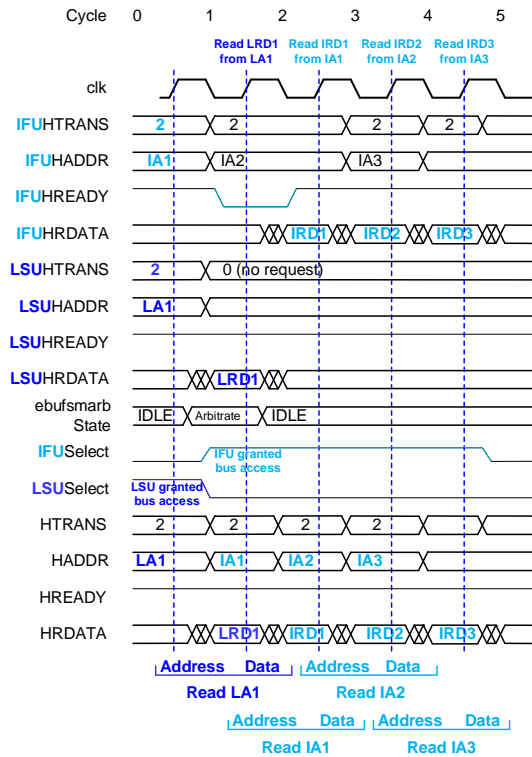 Cycle 0 1 2 3 4 5
Read LRD1 Read IRD1 Read IRD2 Read IRD3
from LA1 from IA1 from IA2 from IA3
clk
IFUHTRANS 2 2 2 2
IFUHADDR IA1 IA2 IA3
IFUHREADY
IFUHRDATA IRD1 IRD2 IRD3
LSUHTRANS 2 0 (no request)
LSUHADDR LA1
LSUHREADY
LSUHRDATA LRD1
ebufsmarb
State IDLE Arbitrate IDLE
IFUSelect IFU granted
bus access
LSUSelect LSU granted
bus access
HTRANS 2 2 2 2
HADDR LA1 IA1 IA2 IA3
HREADY
HRDATA LRD1 IRD1 IRD2 IRD3
Address Data Address Data
Read LA1 Read IA2
Address Data Address Data
Read IA1 Read IA3